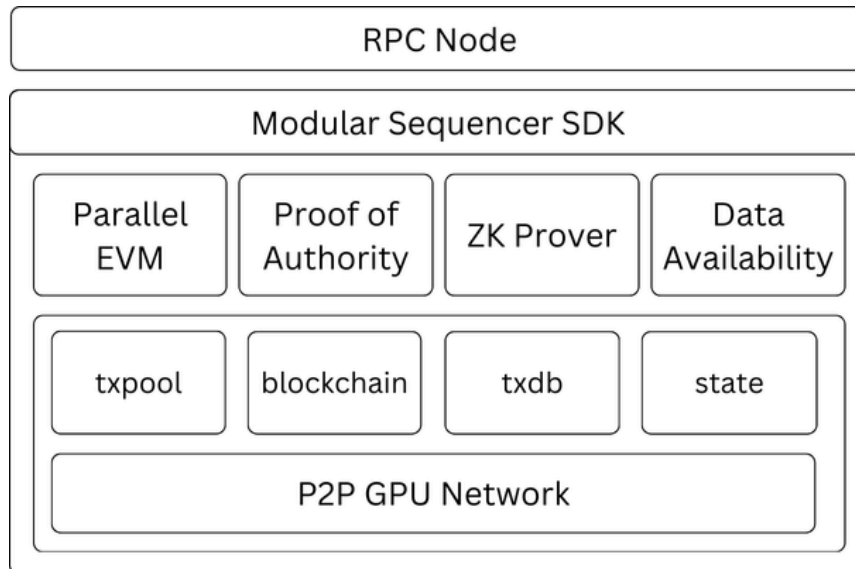 RPC Node
Modular Sequencer SDK
Parallel
EVM
Proof of
Authority
ZK Prover
Data
Availability
txpool
blockchain
txdb
state
P2P GPU Network